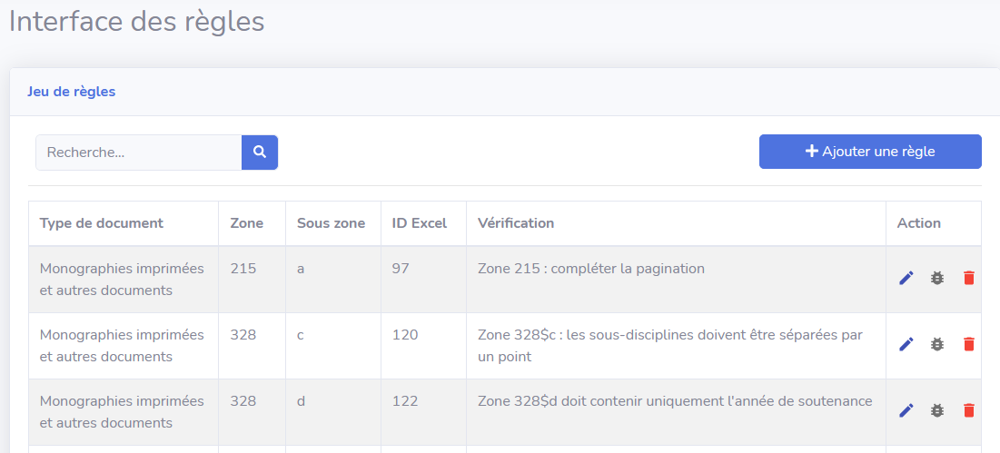 Interface des règles
Jeu de règles
Recherche...
Ajouter une règle
Type de document Zone Sous zone ID Excel Vérification Action
Monographies imprimées 215 a 97 Zone 215 : compléter la pagination
et autres documents
Monographies imprimées 328 c 120 Zone 328$c : les sous-disciplines doivent être séparées par
et autres documents un point
Monographies imprimées 328 d 122 Zone 328$d doit contenir uniquement l'année de soutenance
et autres documents